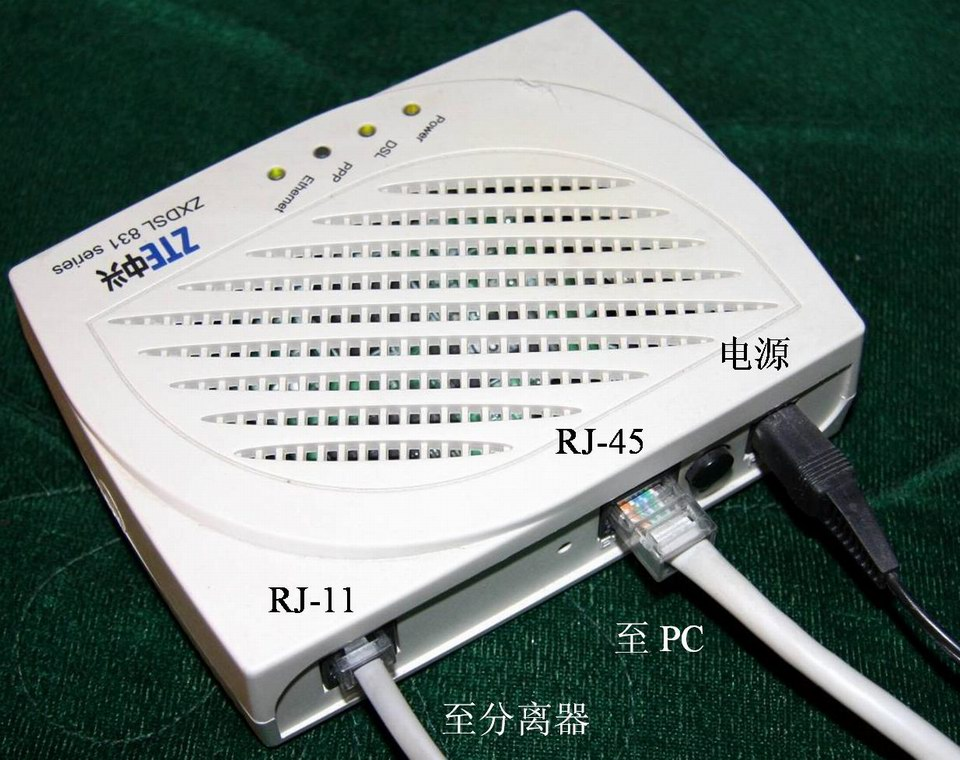 Power
DSL
PPP
Ethernet
ZXDSL 831 series
ZTE中兴
电源
RJ-45
RJ-11
至 PC
至分离器